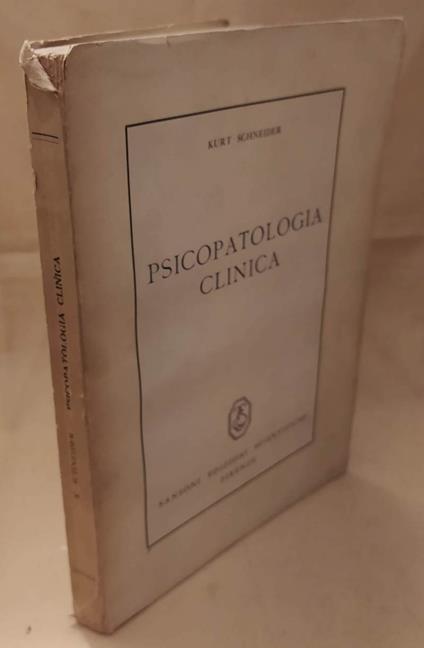 KURT SCHNEIDER
PSICOPATOLOGIA
CLINICA
SANSONI EDIZIONI SCIENTIFICHE
FIRENZE
K. SCHNEIDER PSICOPATOLOGIA CLINICA